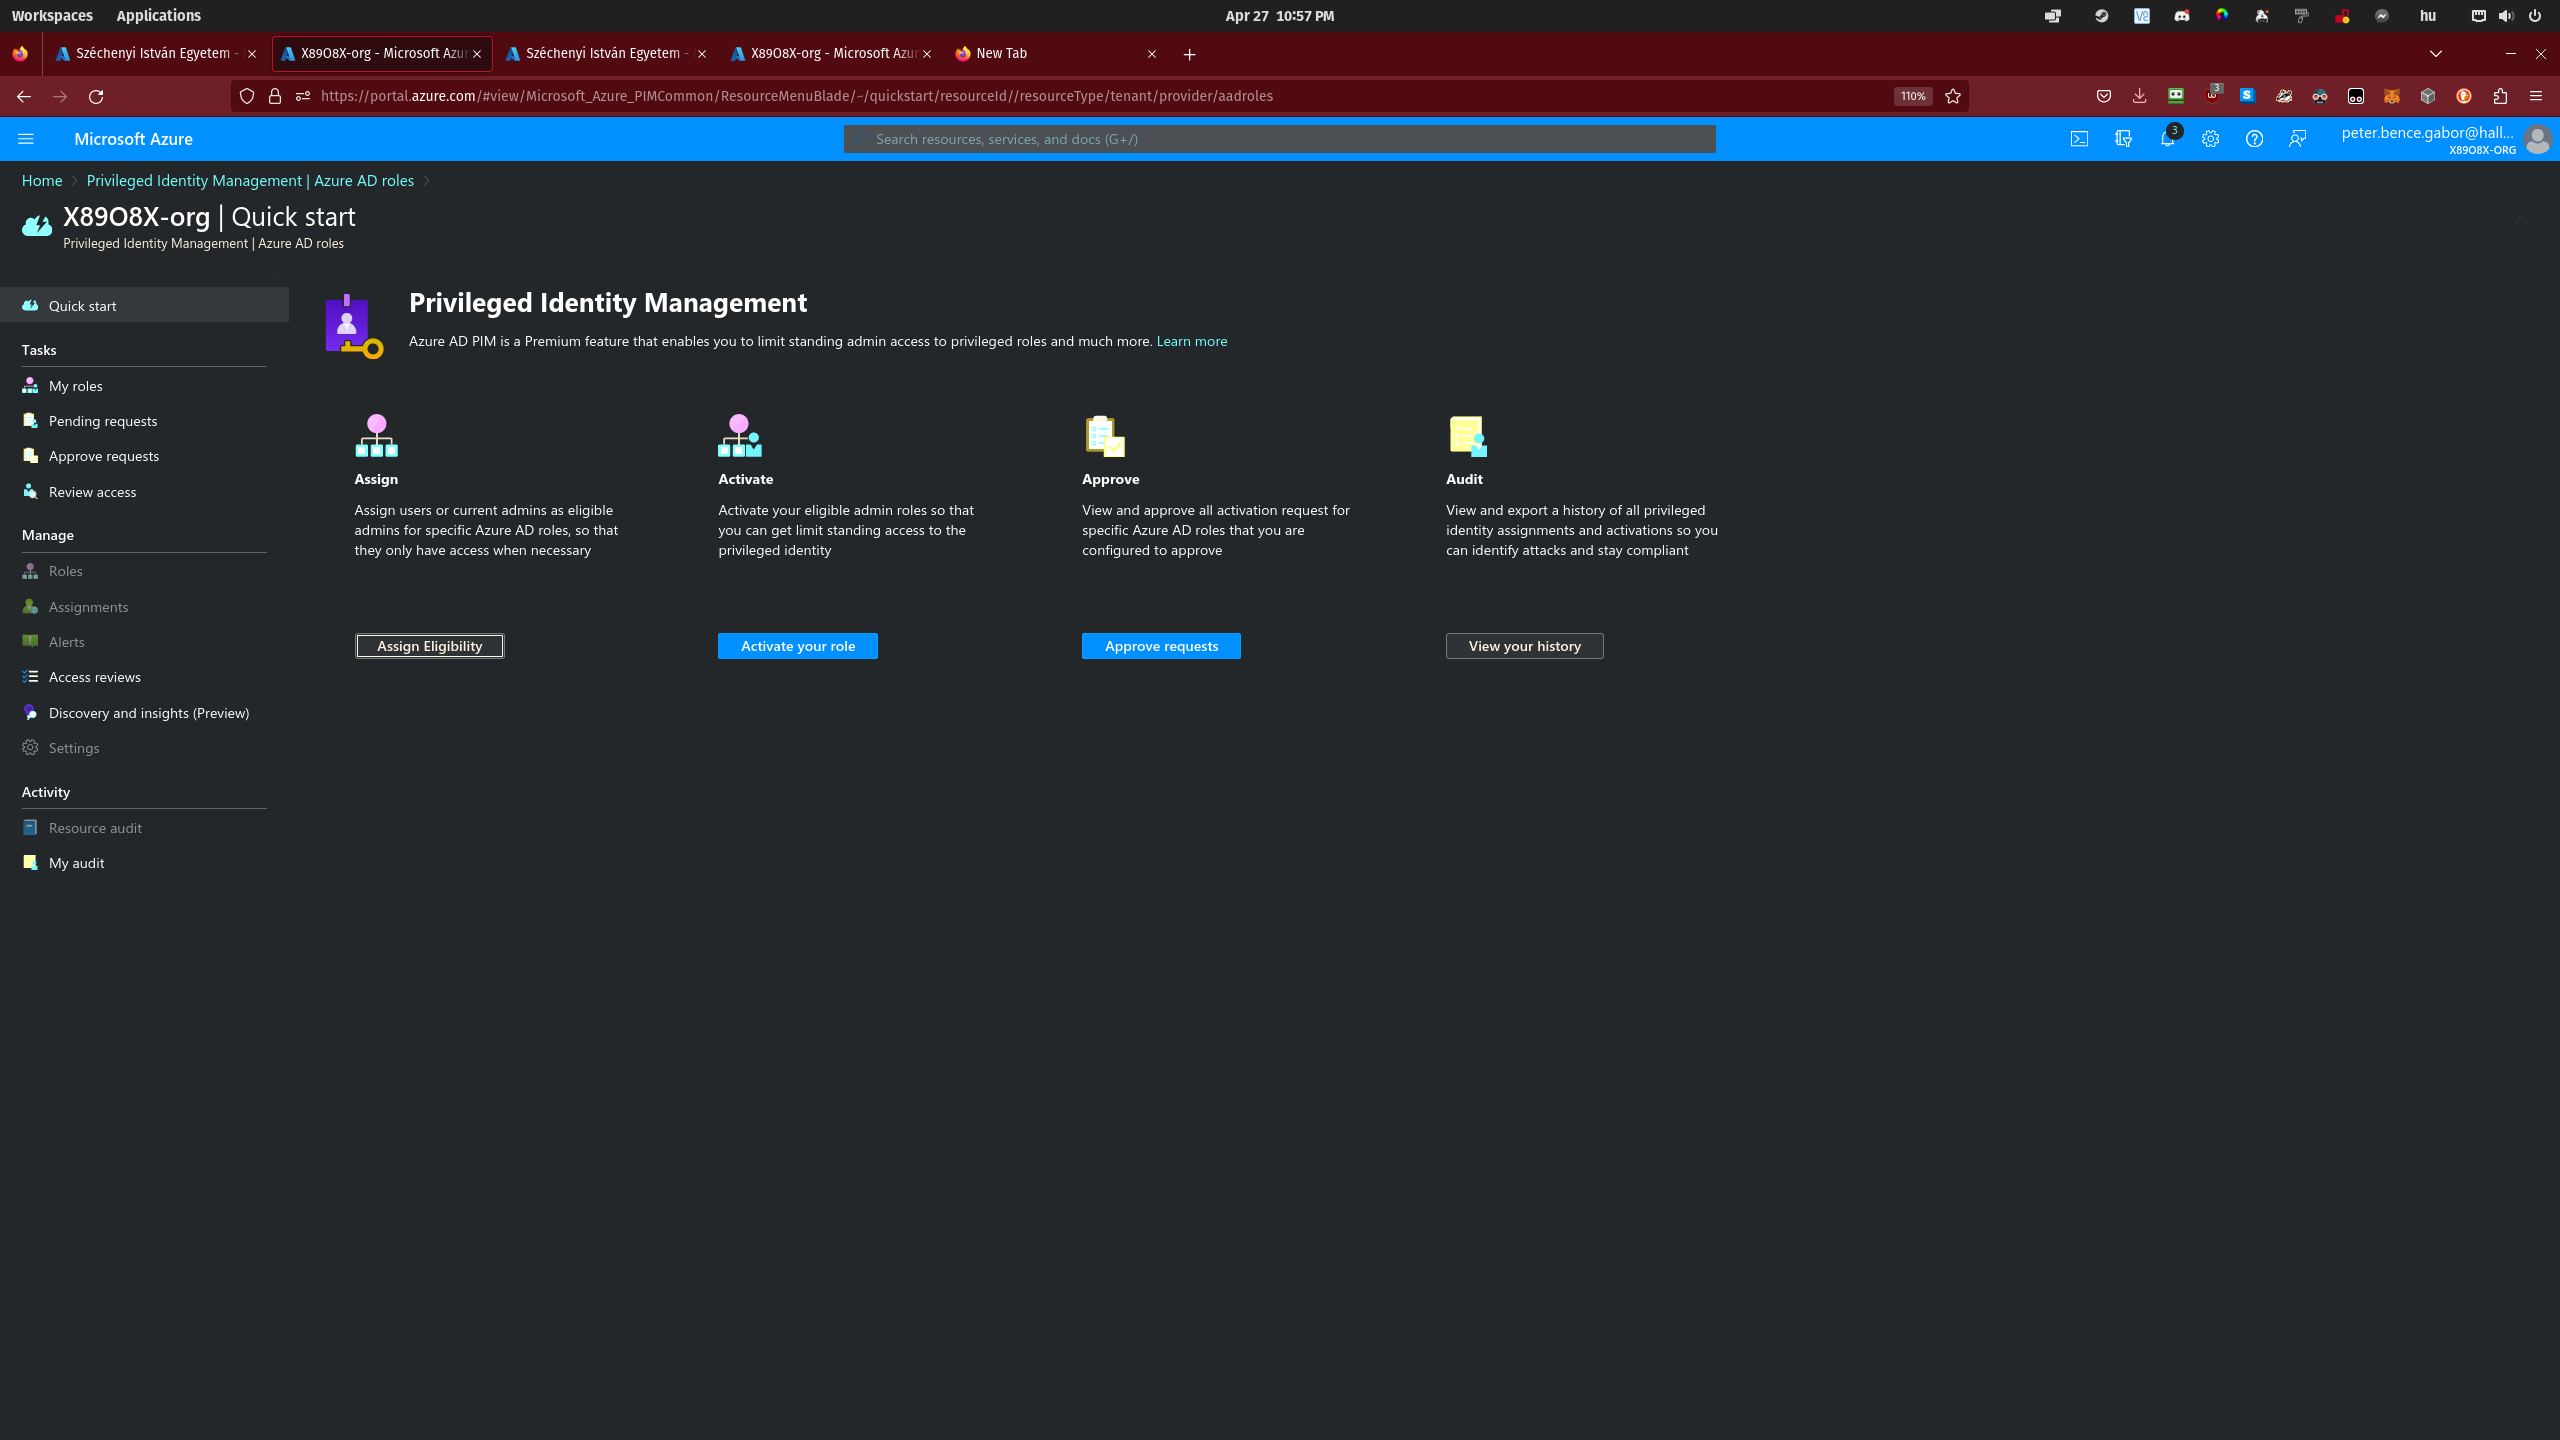 Workspaces Applications Apr 27 10:57 PM hu
Széchenyi István Egyetem - X89O8X-org - Microsoft Azur Széchenyi István Egyetem - X89O8X-org - Microsoft Azur New Tab
https://portal.azure.com/#view/Microsoft_Azure_PIMCommon/ResourceMenuBlade/~/quickstart/resourceId//resourceType/tenant/provider/aadroles 110% 3
Microsoft Azure Search resources, services, and docs (G+/) 3 peter.bence.gabor@hall...
X89O8X-ORG
Home Privileged Identity Management | Azure AD roles
X89O8X-org | Quick start
Privileged Identity Management | Azure AD roles
Quick start
Tasks
My roles
Pending requests
Approve requests
Review access
Manage
Roles
Assignments
Alerts
Access reviews
Discovery and insights (Preview)
Settings
Activity
Resource audit
My audit
Privileged Identity Management
Azure AD PIM is a Premium feature that enables you to limit standing admin access to privileged roles and much more. Learn more
Assign
Assign users or current admins as eligible
admins for specific Azure AD roles, so that
they only have access when necessary
Assign Eligibility
Activate
Activate your eligible admin roles so that
you can get limit standing access to the
privileged identity
Activate your role
Approve
View and approve all activation request for
specific Azure AD roles that you are
configured to approve
Approve requests
Audit
View and export a history of all privileged
identity assignments and activations so you
can identify attacks and stay compliant
View your history